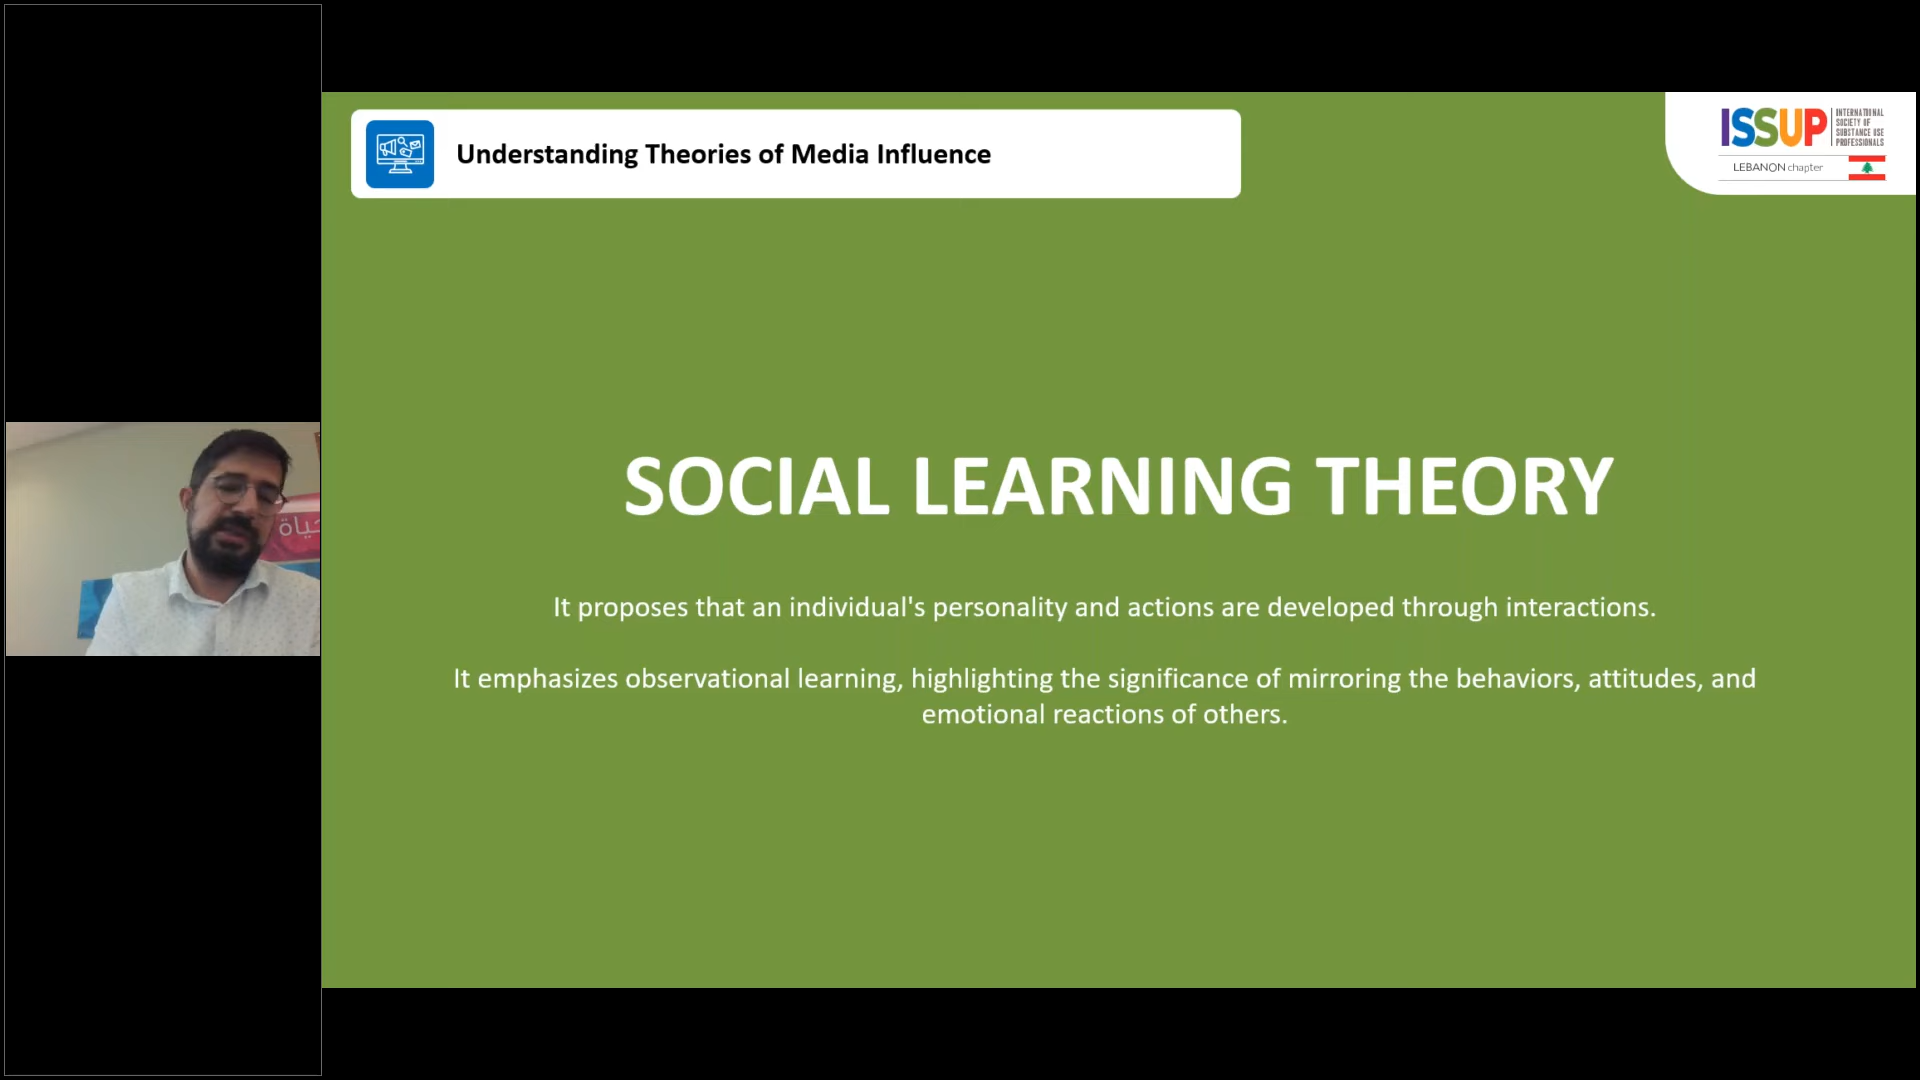 Understanding Theories of Media Influence
ISSUP
INTERNATIONAL
SOCIETY OF
SUBSTANCE USE
PROFESSIONALS
LEBANON chapter
SOCIAL LEARNING THEORY
It proposes that an individual's personality and actions are developed through interactions.
It emphasizes observational learning, highlighting the significance of mirroring the behaviors, attitudes, and
emotional reactions of others.
حياة